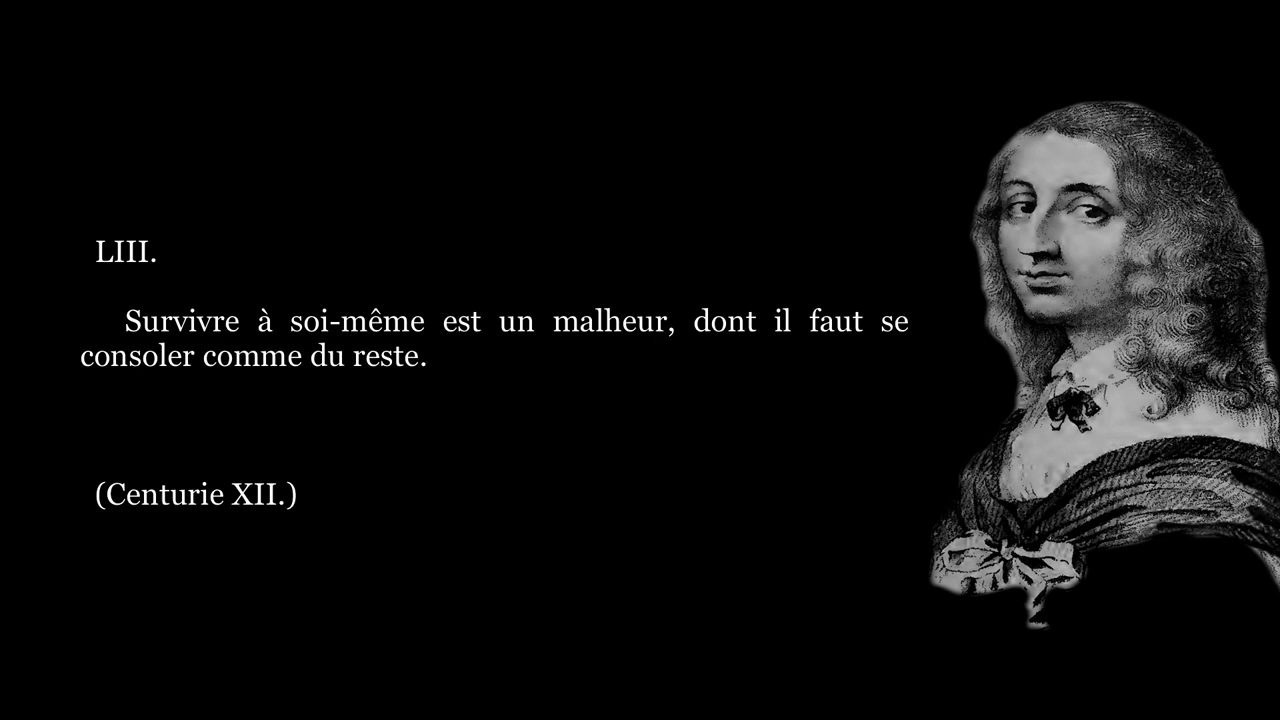 LIII.
Survivre à soi-même est un malheur, dont il faut se
consoler comme du reste.
(Centurie XII.)